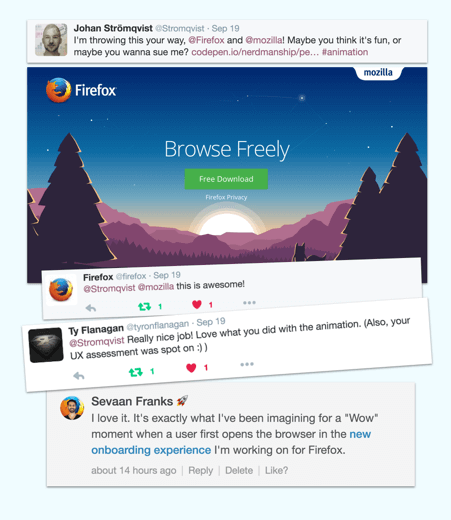 Johan Strömqvist @Stromqvist · Sep 19
I'm throwing this your way, @Firefox and @mozilla! Maybe you think it's fun, or
maybe you wanna sue me? codepen.io/nerdmanship/pe… #animation
mozilla
Firefox
Browse Freely
Free Download
Firefox Privacy
Firefox @firefox · Sep 19
@Stromqvist @mozilla this is awesome!
1 1
Ty Flanagan @tyronflanagan · Sep 19
@Stromqvist Really nice job! Love what you did with the animation. (Also, your
UX assessment was spot on :) )
1 1
Sevaan Franks 🚀
I love it. It's exactly what I've been imagining for a "Wow"
moment when a user first opens the browser in the new
onboarding experience I'm working on for Firefox.
about 14 hours ago | Reply | Delete | Like?